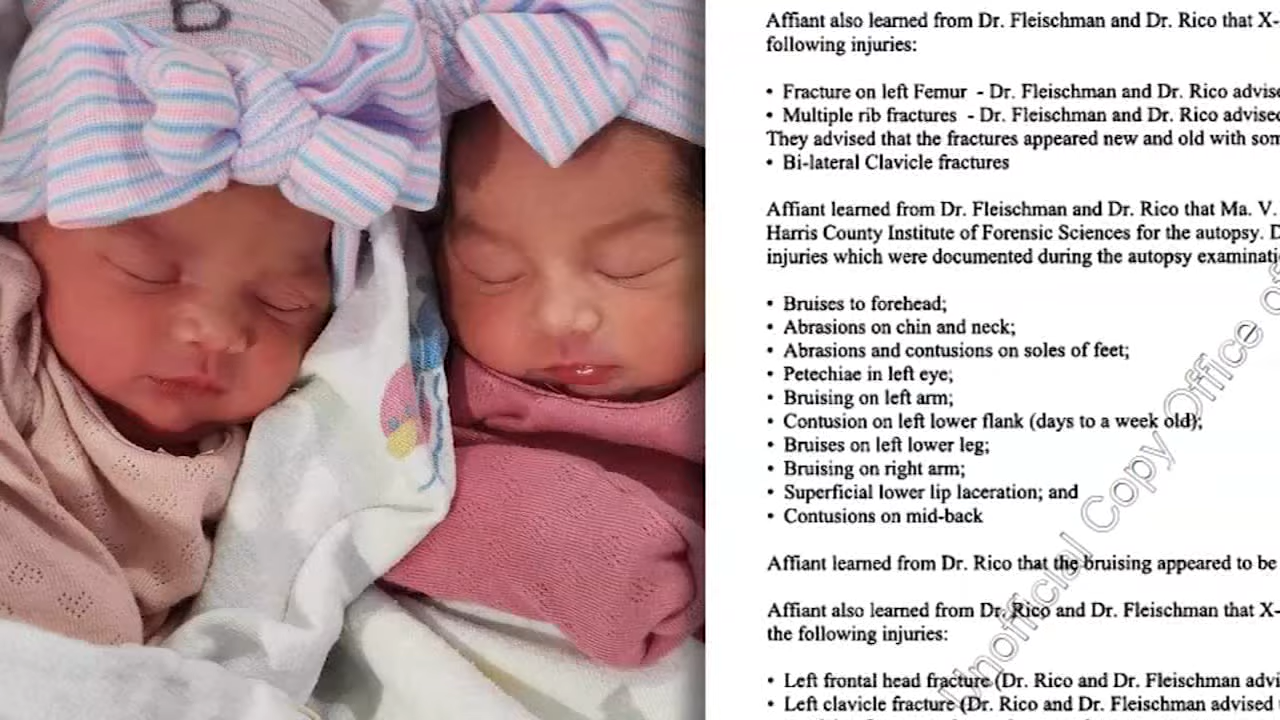 B
Affiant also learned from Dr. Fleischman and Dr. Rico that X-
following injuries:
• Fracture on left Femur - Dr. Fleischman and Dr. Rico advise
• Multiple rib fractures - Dr. Fleischman and Dr. Rico advised
They advised that the fractures appeared new and old with som
• Bi-lateral Clavicle fractures
Affiant learned from Dr. Fleischman and Dr. Rico that Ma. V.
Harris County Institute of Forensic Sciences for the autopsy. D
injuries which were documented during the autopsy examinati
• Bruises to forehead;
• Abrasions on chin and neck;
• Abrasions and contusions on soles of feet;
• Petechiae in left eye;
• Bruising on left arm;
• Contusion on left lower flank (days to a week old);
• Bruises on left lower leg;
• Bruising on right arm;
• Superficial lower lip laceration; and
• Contusions on mid-back
Affiant learned from Dr. Rico that the bruising appeared to be
Affiant also learned from Dr. Rico and Dr. Fleischman that X-
the following injuries:
• Left frontal head fracture (Dr. Rico and Dr. Fleischman advi
• Left clavicle fracture (Dr. Rico and Dr. Fleischman advised
Unofficial Copy Office of